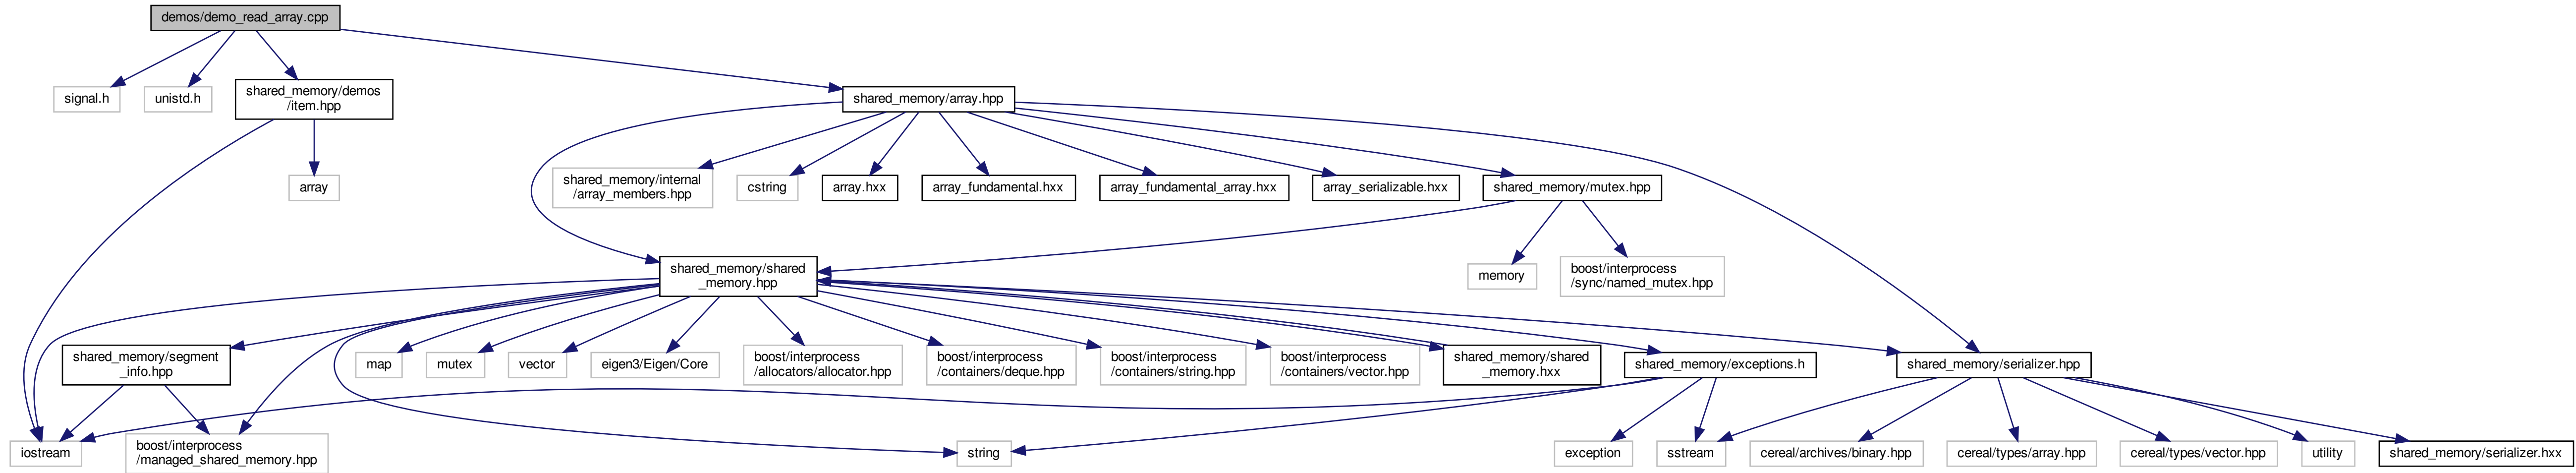 demos/demo_read_array.cpp
signal.h
unistd.h
shared_memory/demos
/item.hpp
shared_memory/array.hpp
array
shared_memory/internal
/array_members.hpp
cstring
array.hxx
array_fundamental.hxx
array_fundamental_array.hxx
array_serializable.hxx
shared_memory/mutex.hpp
shared_memory/shared
_memory.hpp
memory
boost/interprocess
/sync/named_mutex.hpp
shared_memory/segment
_info.hpp
map
mutex
vector
eigen3/Eigen/Core
boost/interprocess
/allocators/allocator.hpp
boost/interprocess
/containers/deque.hpp
boost/interprocess
/containers/string.hpp
boost/interprocess
/containers/vector.hpp
shared_memory/shared
_memory.hxx
shared_memory/exceptions.h
shared_memory/serializer.hpp
iostream
boost/interprocess
/managed_shared_memory.hpp
string
exception
sstream
cereal/archives/binary.hpp
cereal/types/array.hpp
cereal/types/vector.hpp
utility
shared_memory/serializer.hxx